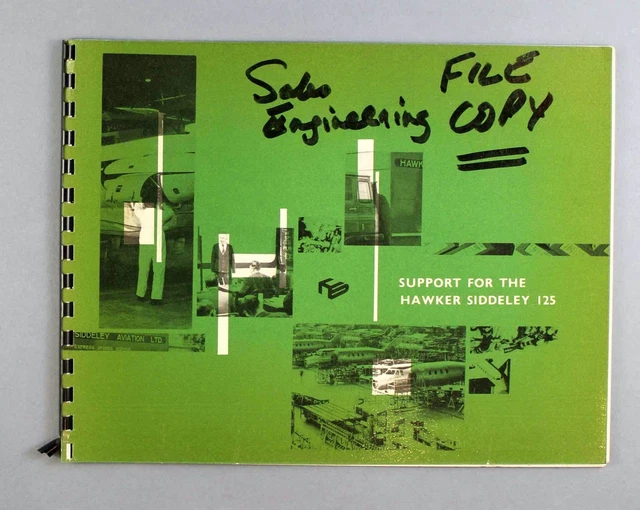 Sales FILE
Engineering COPY
HAWK
SUPPORT FOR THE
HAWKER SIDDELEY 125
SIDDELEY AVIATION LTD.